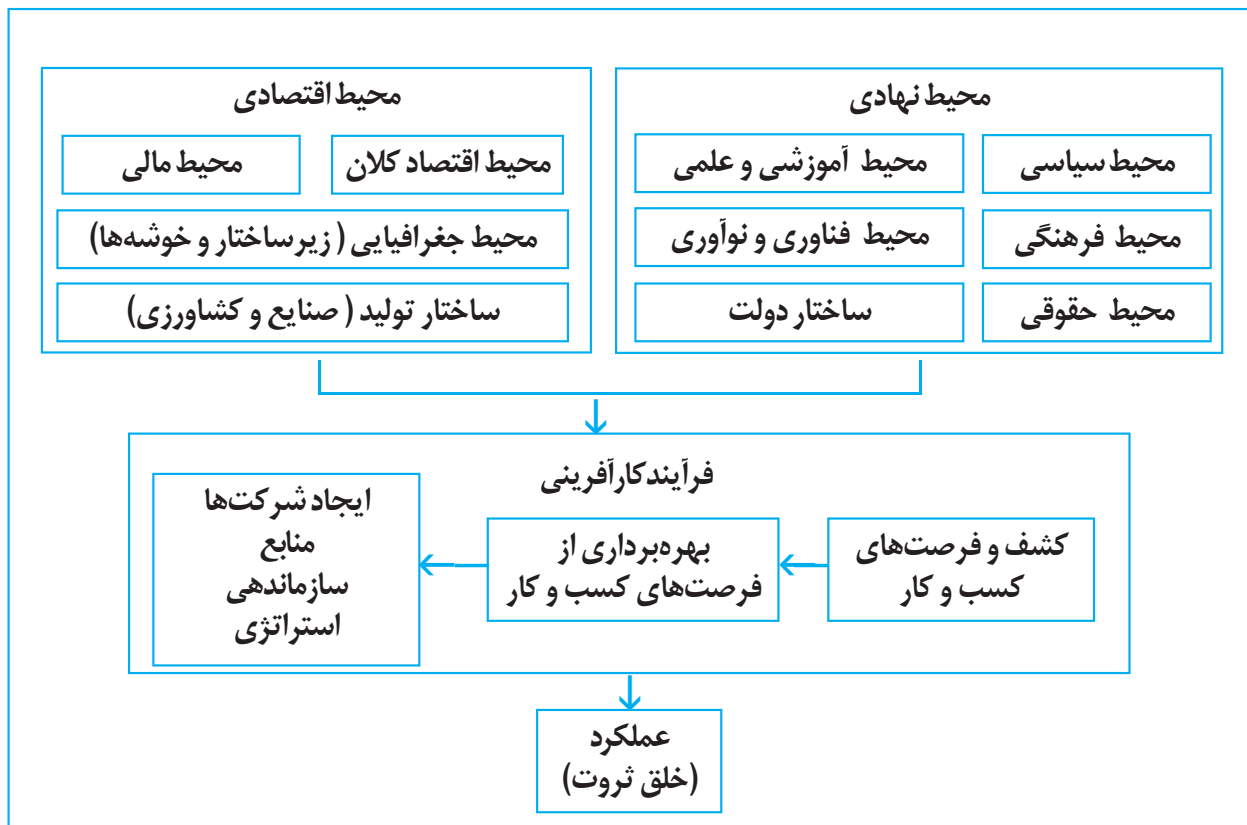 محیط نهادی
محیط سیاسی
محیط آموزشی و علمی
محیط فرهنگی
محیط فناوری و نوآوری
محیط حقوقی
ساختار دولت
محیط اقتصادی
محیط اقتصاد کلان
محیط مالی
محیط جغرافیایی (زیرساختار و خوشه‌ها)
ساختار تولید (صنایع و کشاورزی)
فرآیند کارآفرینی
کشف و فرصت‌های
کسب و کار
بهره‌برداری از
فرصت‌های کسب و کار
ایجاد شرکت‌ها
منابع
سازماندهی
استراتژی
عملکرد
(خلق ثروت)